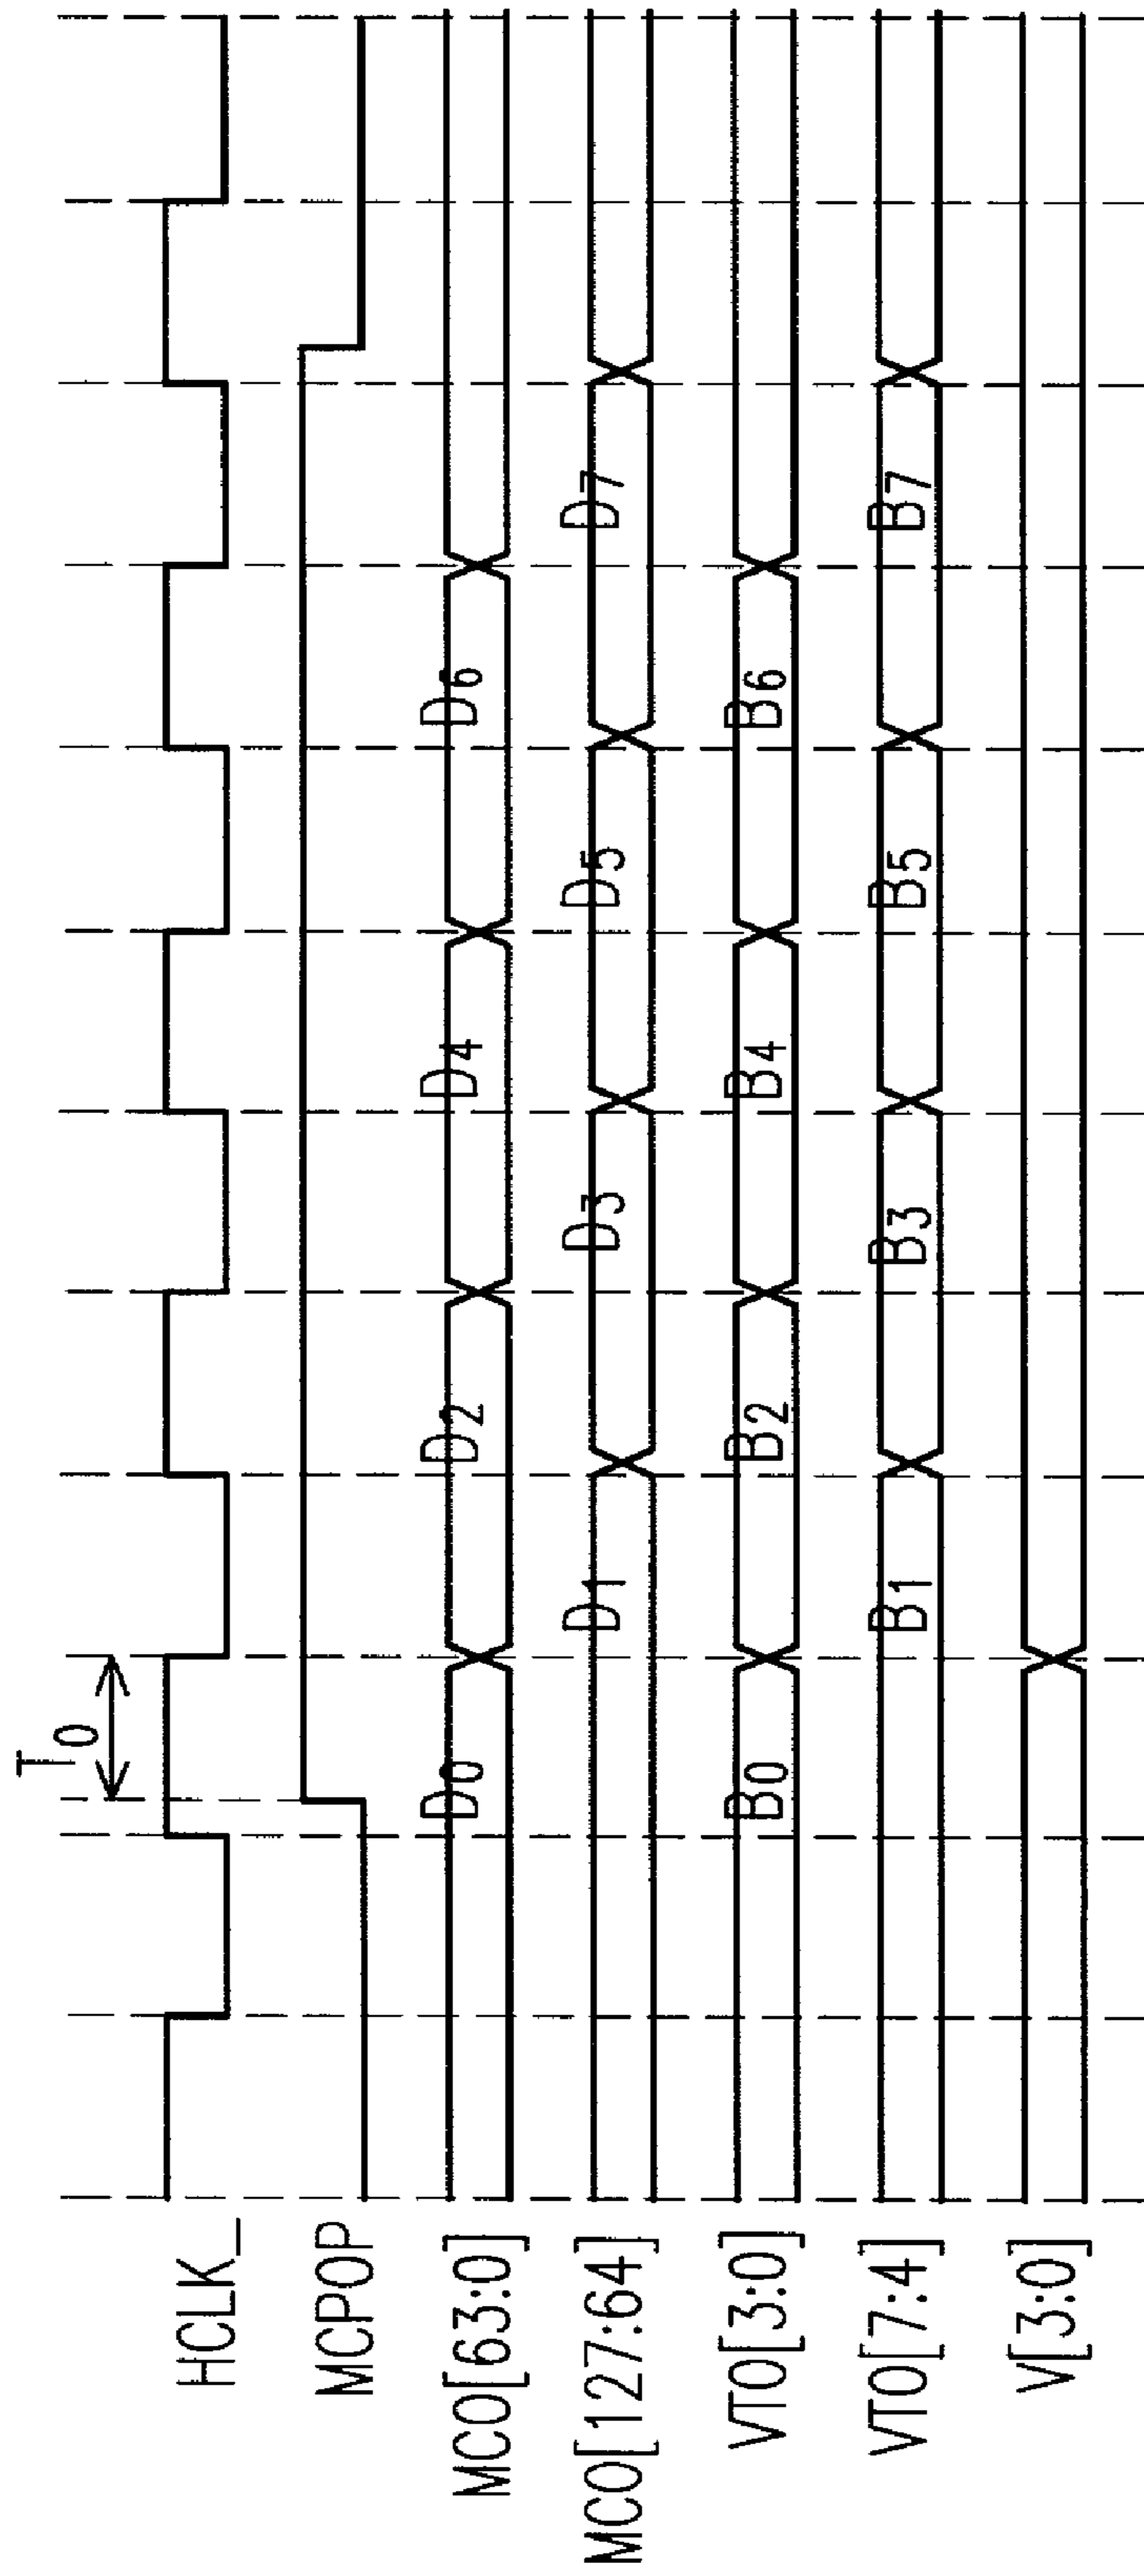 T0
HCLK_
MCPOP
MCO[63:0] D0 D2 D4 D6
MCO[127:64] D1 D3 D5 D7
VTO[3:0] B0 B2 B4 B6
VTO[7:4] B1 B3 B5 B7
V[3:0]